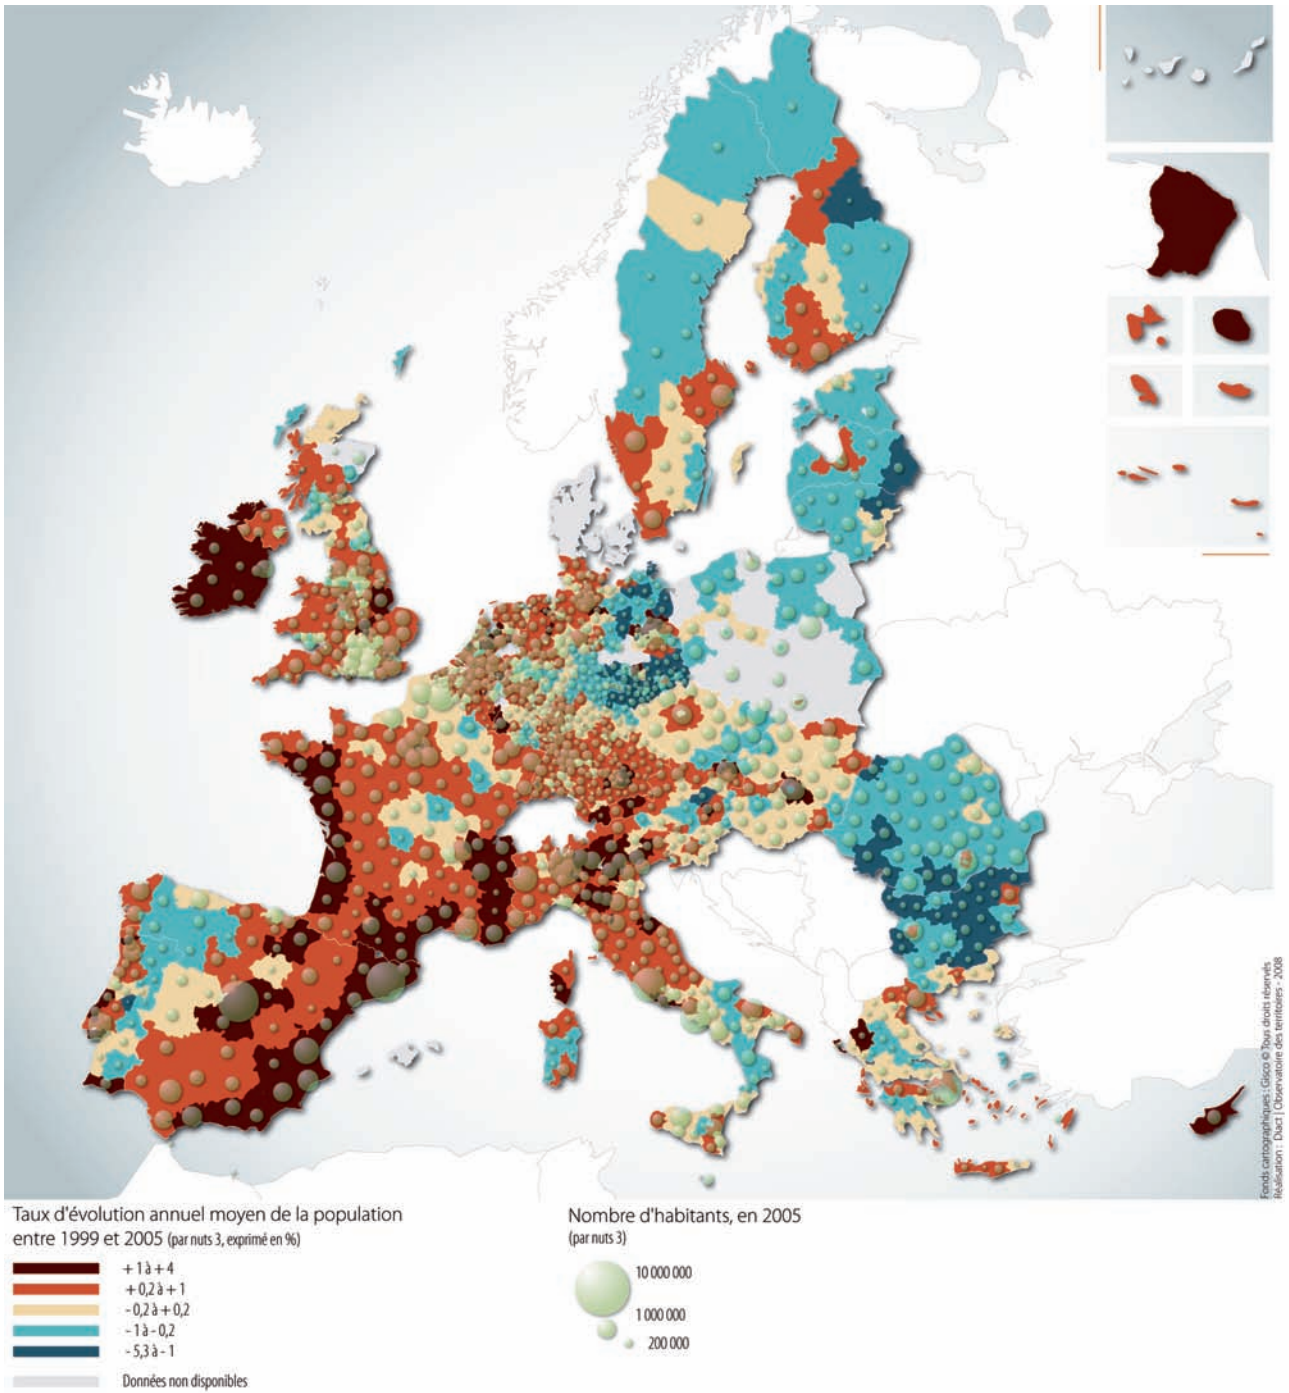 Fonds cartographiques : Gisco © Tous droits réservés
Réalisation : Diact | Observatoire des territoires - 2008
Taux d'évolution annuel moyen de la population
entre 1999 et 2005 (par nuts 3, exprimé en %)
+ 1 à + 4
+ 0,2 à + 1
- 0,2 à + 0,2
- 1 à - 0,2
- 5,3 à - 1
Données non disponibles
Nombre d'habitants, en 2005
(par nuts 3)
10 000 000
1 000 000
200 000